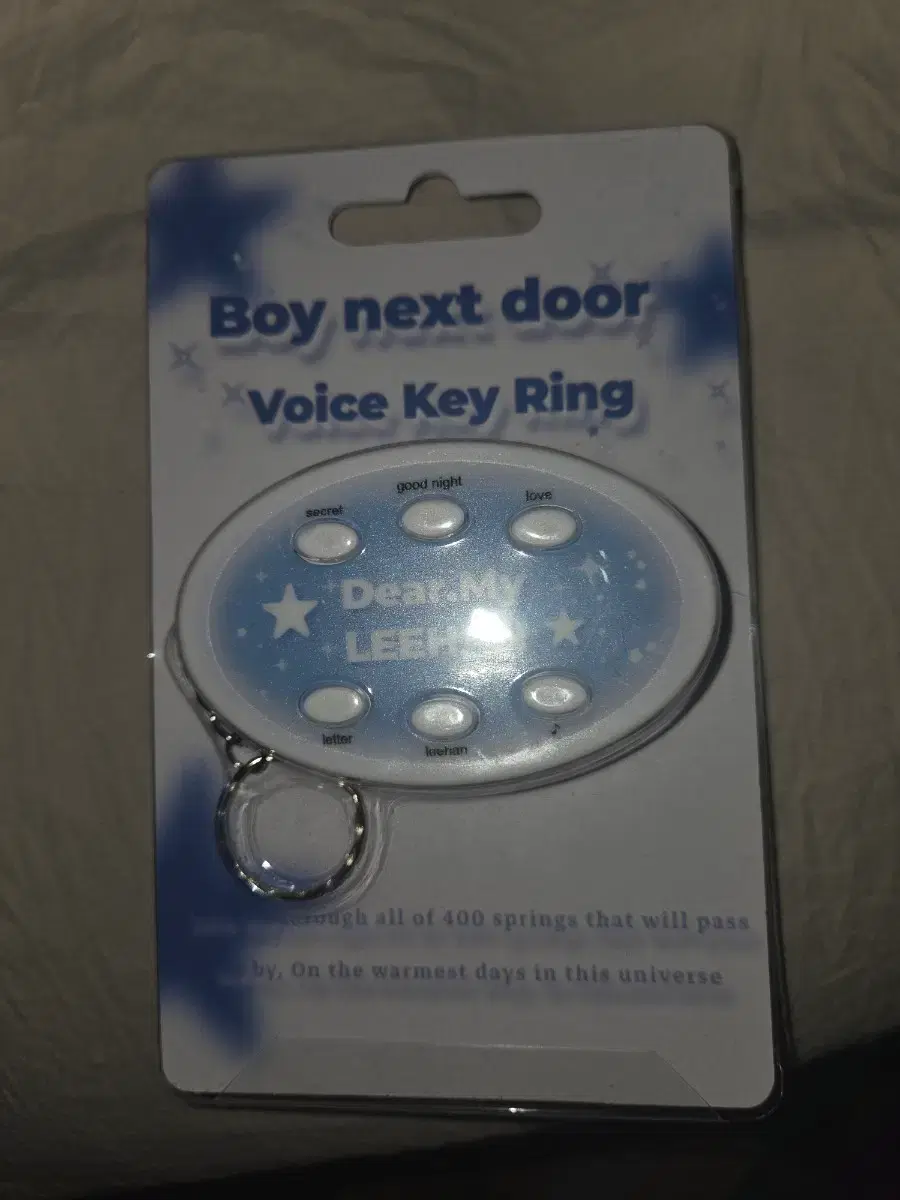 Boy next door
Voice Key Ring
secret good night love
Dear.My
letter leehan ♪
through all of 400 springs that will pass
by, On the warmest days in this universe